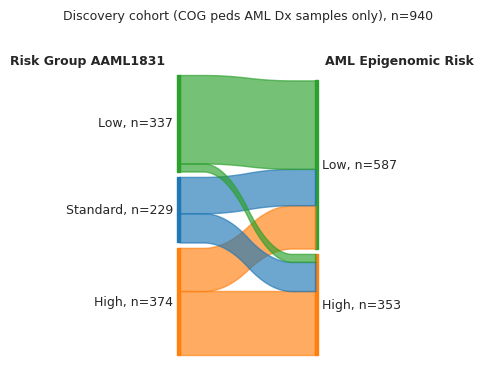 Discovery cohort (COG peds AML Dx samples only), n=940
Risk Group AAML1831
AML Epigenomic Risk
Low, n=337
Low, n=587
Standard, n=229
High, n=374
High, n=353